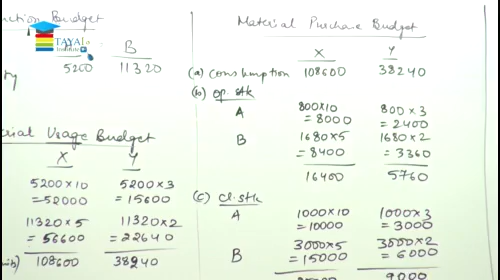 ction Budget
TAYAL
Institute
B
5200 11320
ty
rial Usage Budget
X Y
5200×10 5200×3
=52000 =15600
11320×5 11320×2
=56600 =22640
108600 38240
Material Purchase Budget
X Y
(a) Consumption 108600 38240
(b) op. stk
A 800×10 800×3
=8000 =2400
B 1680×5 1680×2
=8400 =3360
16400 5760
(c) cl. stk
A 1000×10 1000×3
=10000 =3000
B 3000×5 3000×2
=15000 =6000
9000